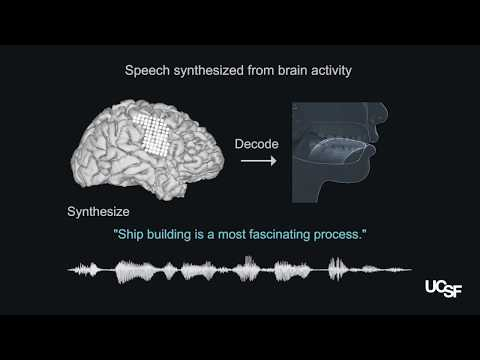 Speech synthesized from brain activity
Decode
Synthesize
"Ship building is a most fascinating process."
UCSF